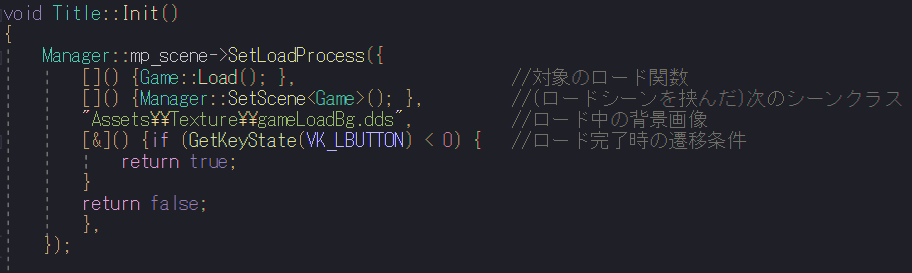 void Title::Init()
{
Manager::mp_scene->SetLoadProcess({
[]() {Game::Load(); }, //対象のロード関数
[]() {Manager::SetScene<Game>(); }, //(ロードシーンを挟んだ)次のシーンクラス
"Assets¥¥Texture¥¥gameLoadBg.dds", //ロード中の背景画像
[&]() {if (GetKeyState(VK_LBUTTON) < 0) { //ロード完了時の遷移条件
return true;
}
return false;
},
});